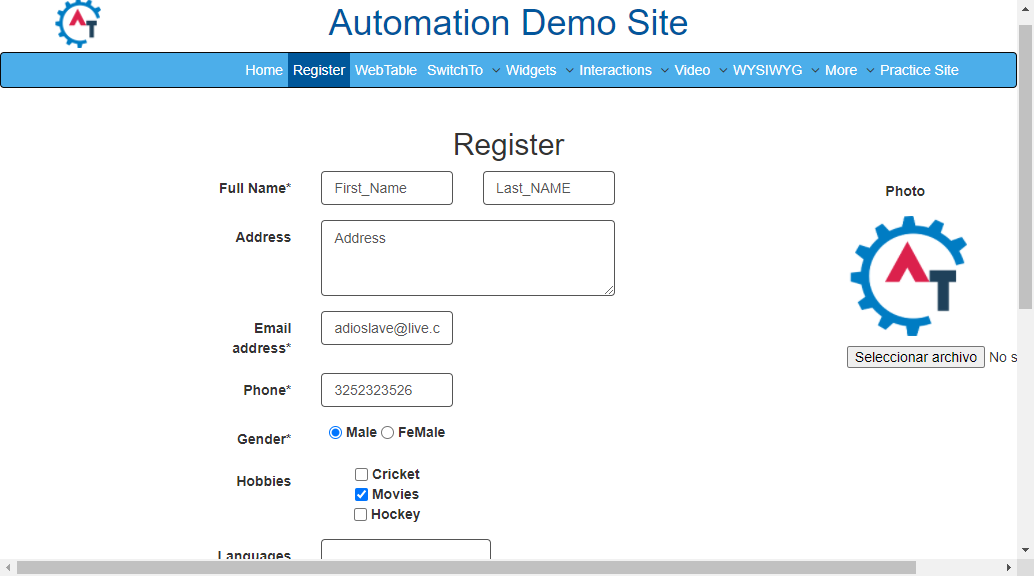 AT
Automation Demo Site
Home Register WebTable SwitchTo Widgets Interactions Video WYSIWYG More Practice Site
Register
Full Name* First_Name Last_NAME
Photo
Address Address
AT
Email address* adioslave@live.c
Seleccionar archivo No s
Phone* 3252323526
Gender* Male FeMale
Hobbies Cricket
Movies
Hockey
Languages